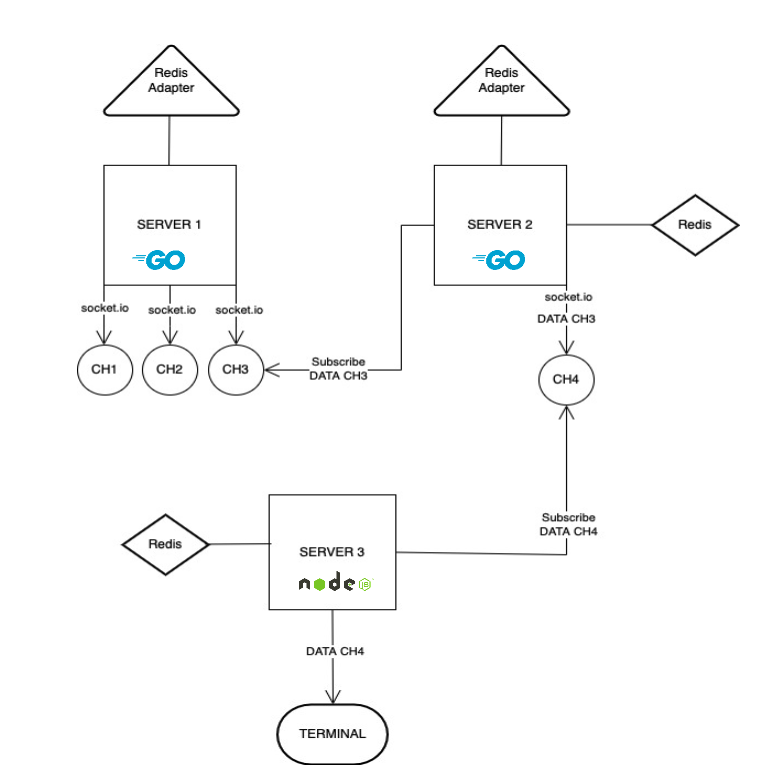 Redis
Adapter
Redis
Adapter
SERVER 1
GO
SERVER 2
GO
Redis
socket.io
socket.io
socket.io
socket.io
DATA CH3
CH1
CH2
CH3
Subscribe
DATA CH3
CH4
Subscribe
DATA CH4
Redis
SERVER 3
node
JS
DATA CH4
TERMINAL